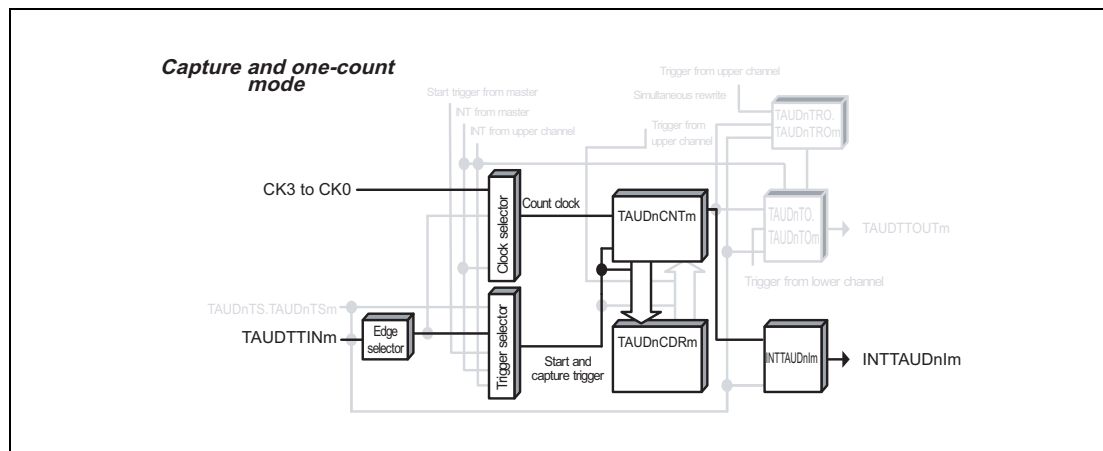 Capture and one-count
mode
Trigger from upper channel
Simultaneous rewrite
Start trigger from master
INT from master
INT from upper channel
Trigger from
upper channel
TAUDnTRO.
TAUDnTROm
CK3 to CK0
Clock selector
Count clock
TAUDnCNTm
TAUDnTO.
TAUDnTOm
TAUDTTOUTm
Trigger from lower channel
TAUDnTS.TAUDnTSm
TAUDTTINm
Edge
selector
Trigger selector
Start and
capture trigger
TAUDnCDRm
INTTAUDnIm
INTTAUDnIm